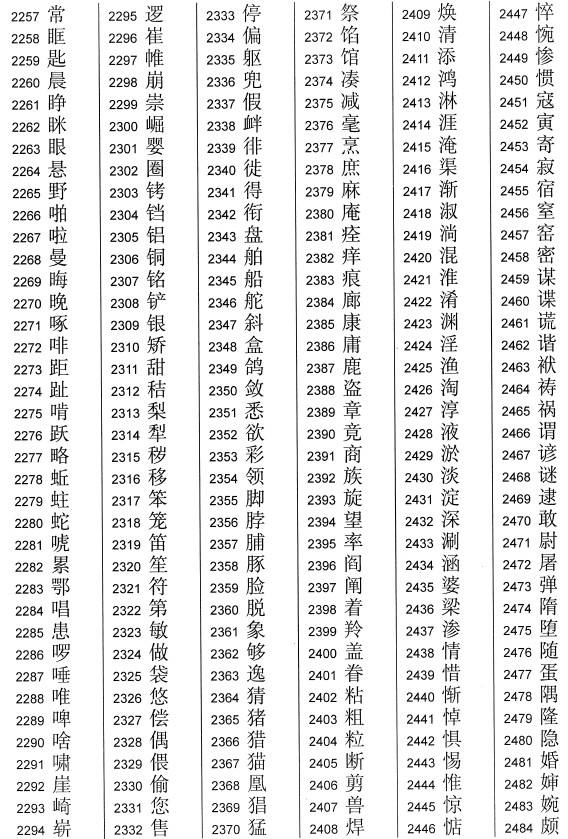 2257 常
2258 眶
2259 匙
2260 晨
2261 睁
2262 眯
2263 眼
2264 悬
2265 野
2266 啪
2267 啦
2268 曼
2269 晦
2270 晚
2271 啄
2272 啡
2273 距
2274 趾
2275 啃
2276 跃
2277 略
2278 蚯
2279 蛀
2280 蛇
2281 唬
2282 累
2283 鄂
2284 唱
2285 患
2286 啰
2287 唾
2288 唯
2289 啤
2290 啥
2291 啸
2292 崖
2293 崎
2294 崭
2295 逻
2296 崔
2297 帷
2298 崩
2299 崇
2300 崛
2301 婴
2302 圈
2303 铐
2304 铛
2305 铝
2306 铜
2307 铭
2308 铲
2309 银
2310 矫
2311 甜
2312 秸
2313 梨
2314 犁
2315 秽
2316 移
2317 笨
2318 笼
2319 笛
2320 笙
2321 符
2322 第
2323 敏
2324 做
2325 袋
2326 悠
2327 偿
2328 偶
2329 偎
2330 偷
2331 您
2332 售
2333 停
2334 偏
2335 躯
2336 兜
2337 假
2338 衅
2339 徘
2340 徙
2341 得
2342 衔
2343 盘
2344 舶
2345 船
2346 舵
2347 斜
2348 盒
2349 鸽
2350 敛
2351 悉
2352 欲
2353 彩
2354 领
2355 脚
2356 脖
2357 脯
2358 豚
2359 脸
2360 脱
2361 象
2362 够
2363 逸
2364 猜
2365 猪
2366 猎
2367 猫
2368 凰
2369 猖
2370 猛
2371 祭
2372 馅
2373 馆
2374 凑
2375 减
2376 毫
2377 烹
2378 庶
2379 麻
2380 庵
2381 痊
2382 痒
2383 痕
2384 廊
2385 康
2386 庸
2387 鹿
2388 盗
2389 章
2390 竟
2391 商
2392 族
2393 旋
2394 望
2395 率
2396 阎
2397 阐
2398 着
2399 羚
2400 盖
2401 眷
2402 粘
2403 粗
2404 粒
2405 断
2406 剪
2407 兽
2408 焊
2409 焕
2410 清
2411 添
2412 鸿
2413 淋
2414 涯
2415 淹
2416 渠
2417 渐
2418 淑
2419 淌
2420 混
2421 淮
2422 淆
2423 渊
2424 淫
2425 渔
2426 淘
2427 淳
2428 液
2429 淤
2430 淡
2431 淀
2432 深
2433 涮
2434 涵
2435 婆
2436 梁
2437 渗
2438 情
2439 惜
2440 惭
2441 悼
2442 惧
2443 惕
2444 惟
2445 惊
2446 惦
2447 悴
2448 惋
2449 惨
2450 惯
2451 寇
2452 寅
2453 寄
2454 寂
2455 宿
2456 窒
2457 窑
2458 密
2459 谋
2460 谍
2461 谎
2462 谐
2463 袱
2464 祷
2465 祸
2466 谓
2467 谚
2468 谜
2469 逮
2470 敢
2471 尉
2472 屠
2473 弹
2474 隋
2475 堕
2476 随
2477 蛋
2478 隅
2479 隆
2480 隐
2481 婚
2482 婶
2483 婉
2484 颇